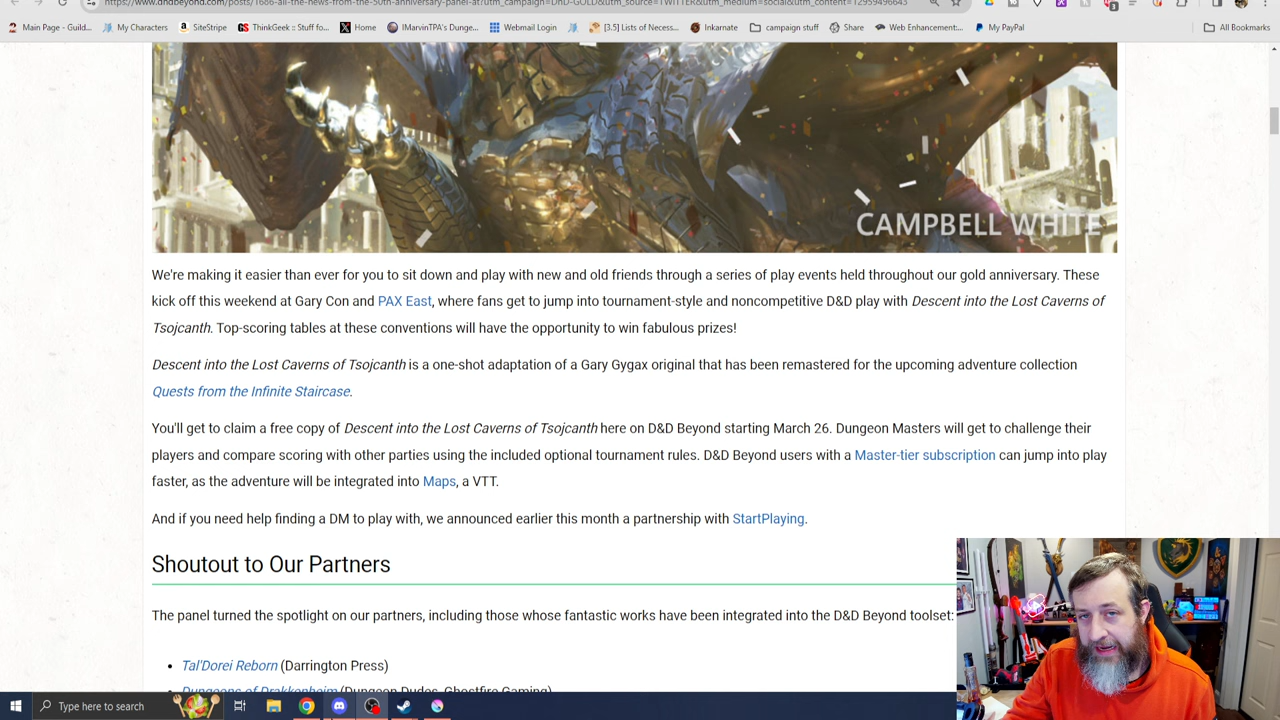 https://www.dndbeyond.com/posts/1666-all-the-news-from-the-50th-anniversary-panel-at?utm_campaign=DnD-GOLD&utm_source=TWITTER&utm_medium=social&utm_content=12959496643
Main Page - Guild... My Characters SiteStripe ThinkGeek :: Stuff fo... Home IMarvinTPA's Dunge... Webmail Login [3.5] Lists of Necess... Inkarnate campaign stuff Share Web Enhancement:... My PayPal All Bookmarks
CAMPBELL WHITE
We're making it easier than ever for you to sit down and play with new and old friends through a series of play events held throughout our gold anniversary. These
kick off this weekend at Gary Con and PAX East, where fans get to jump into tournament-style and noncompetitive D&D play with Descent into the Lost Caverns of
Tsojcanth. Top-scoring tables at these conventions will have the opportunity to win fabulous prizes!
Descent into the Lost Caverns of Tsojcanth is a one-shot adaptation of a Gary Gygax original that has been remastered for the upcoming adventure collection
Quests from the Infinite Staircase.
You'll get to claim a free copy of Descent into the Lost Caverns of Tsojcanth here on D&D Beyond starting March 26. Dungeon Masters will get to challenge their
players and compare scoring with other parties using the included optional tournament rules. D&D Beyond users with a Master-tier subscription can jump into play
faster, as the adventure will be integrated into Maps, a VTT.
And if you need help finding a DM to play with, we announced earlier this month a partnership with StartPlaying.
Shoutout to Our Partners
The panel turned the spotlight on our partners, including those whose fantastic works have been integrated into the D&D Beyond toolset:
• Tal'Dorei Reborn (Darrington Press)
• Dungeons of Drakkenheim (Dungeon Dudes, Ghostfire Gaming)
Type here to search